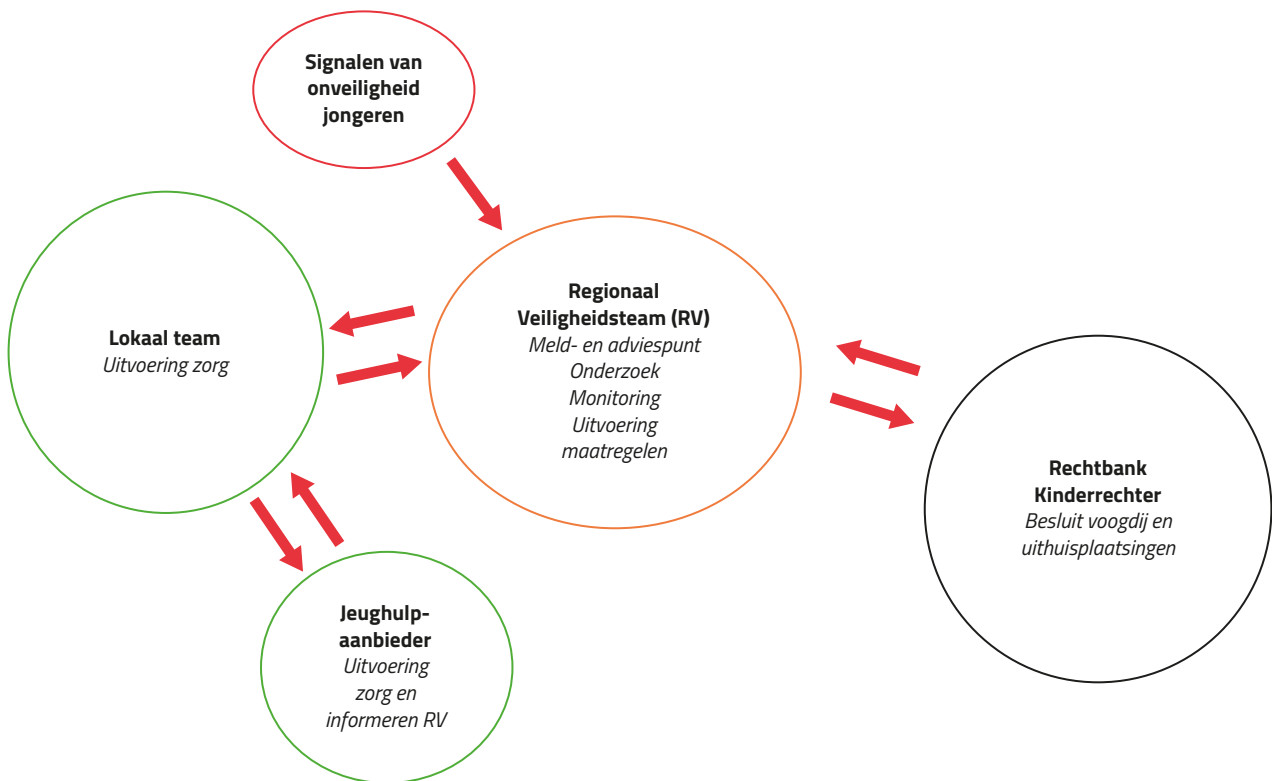 Signalen van
onveiligheid
jongeren
Regionaal
Veiligheidsteam (RV)
Meld- en adviespunt
Onderzoek
Monitoring
Uitvoering
maatregelen
Lokaal team
Uitvoering zorg
Rechtbank
Kinderrechter
Besluit voogdij en
uithuisplaatsingen
Jeughulp-
aanbieder
Uitvoering
zorg en
informeren RV